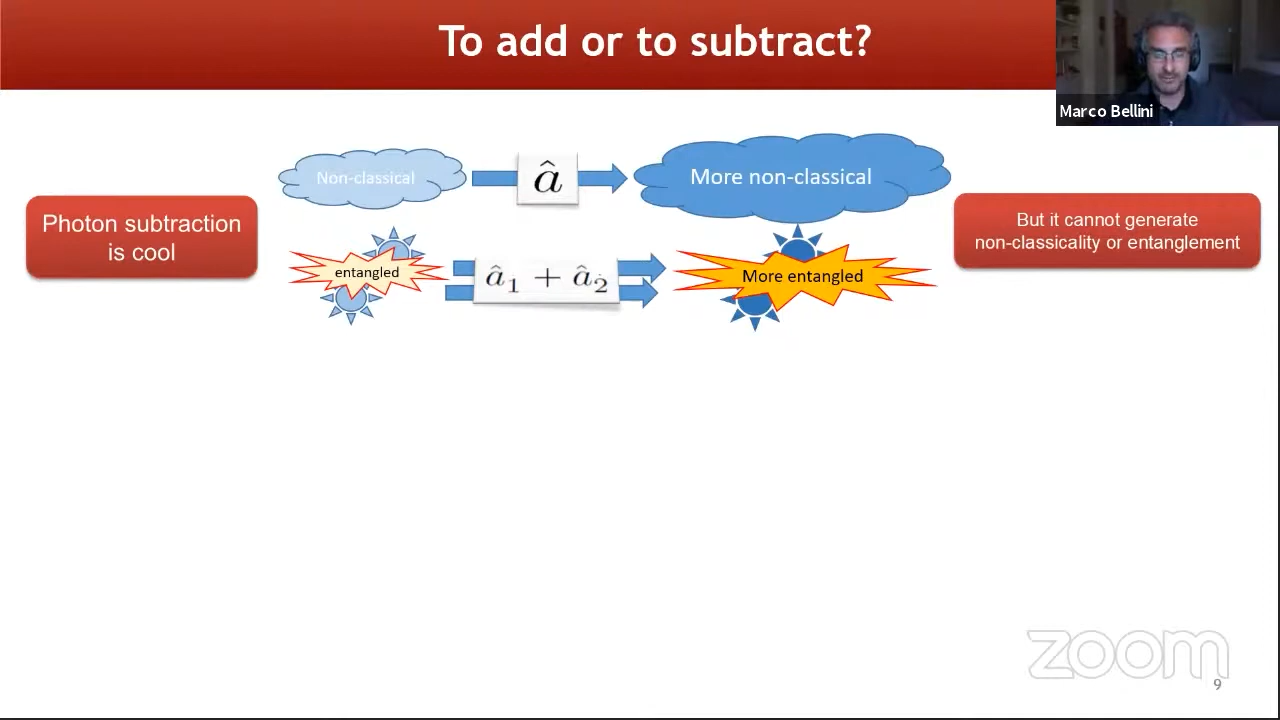 To add or to subtract?
Marco Bellini
Non-classical
â
More non-classical
Photon subtraction
is cool
But it cannot generate
non-classicality or entanglement
entangled
â₁ + â₂
More entangled
zoom
9